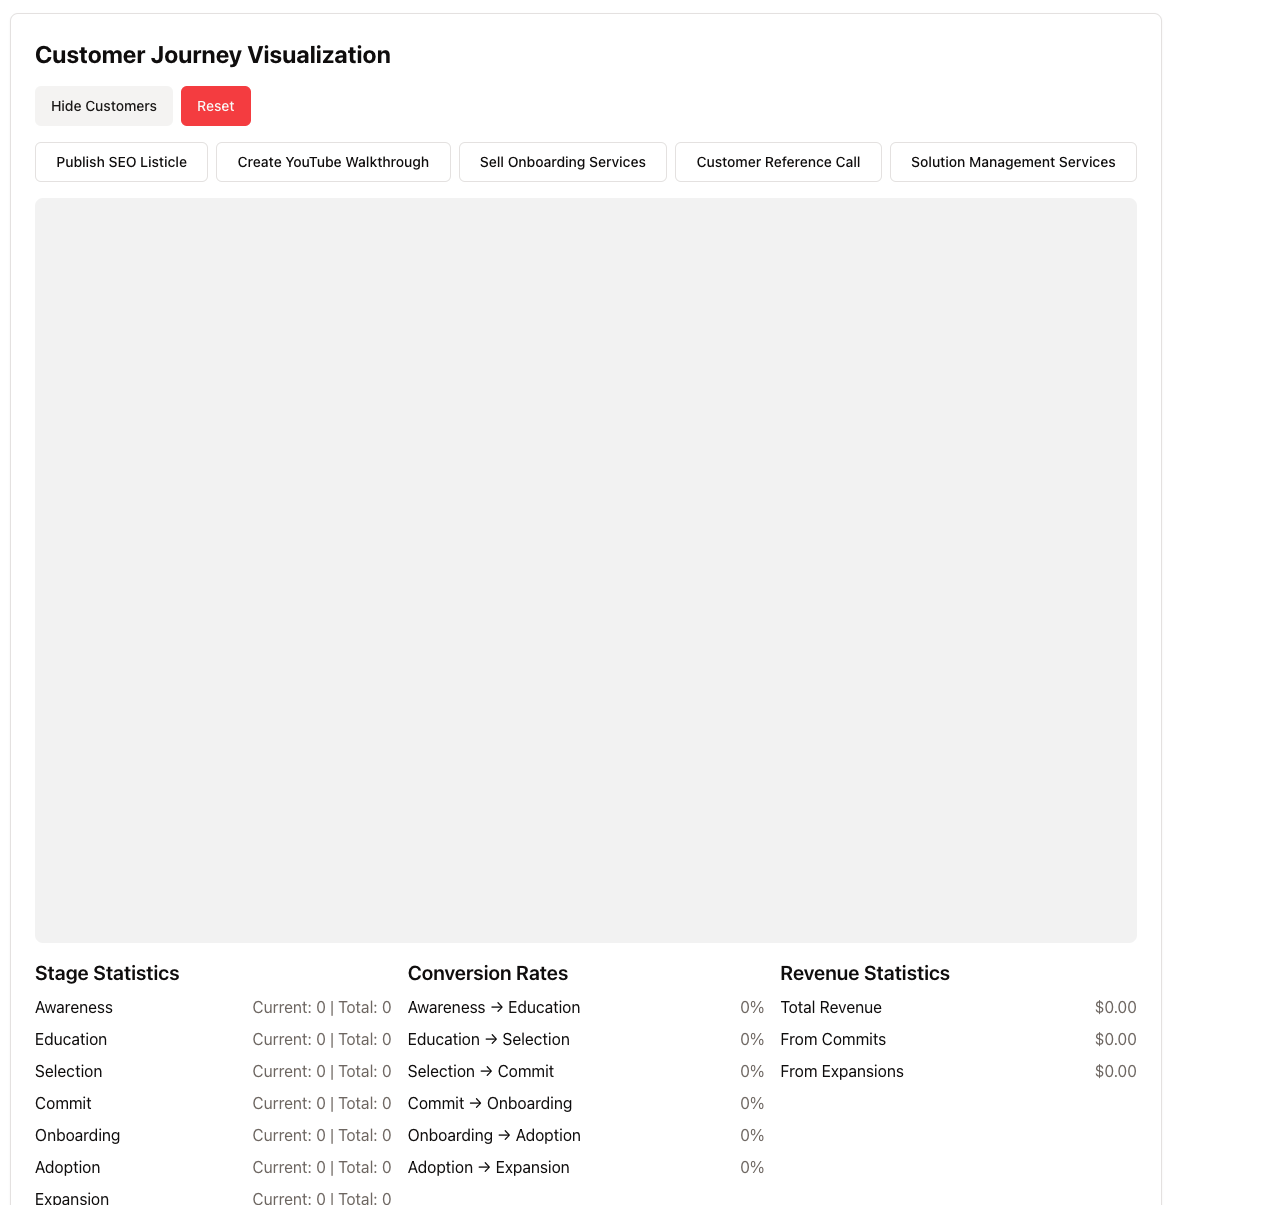 Customer Journey Visualization
Hide Customers Reset
Publish SEO Listicle Create YouTube Walkthrough Sell Onboarding Services Customer Reference Call Solution Management Services
Stage Statistics
Awareness Current: 0 | Total: 0
Education Current: 0 | Total: 0
Selection Current: 0 | Total: 0
Commit Current: 0 | Total: 0
Onboarding Current: 0 | Total: 0
Adoption Current: 0 | Total: 0
Expansion Current: 0 | Total: 0
Conversion Rates
Awareness → Education 0%
Education → Selection 0%
Selection → Commit 0%
Commit → Onboarding 0%
Onboarding → Adoption 0%
Adoption → Expansion 0%
Revenue Statistics
Total Revenue $0.00
From Commits $0.00
From Expansions $0.00